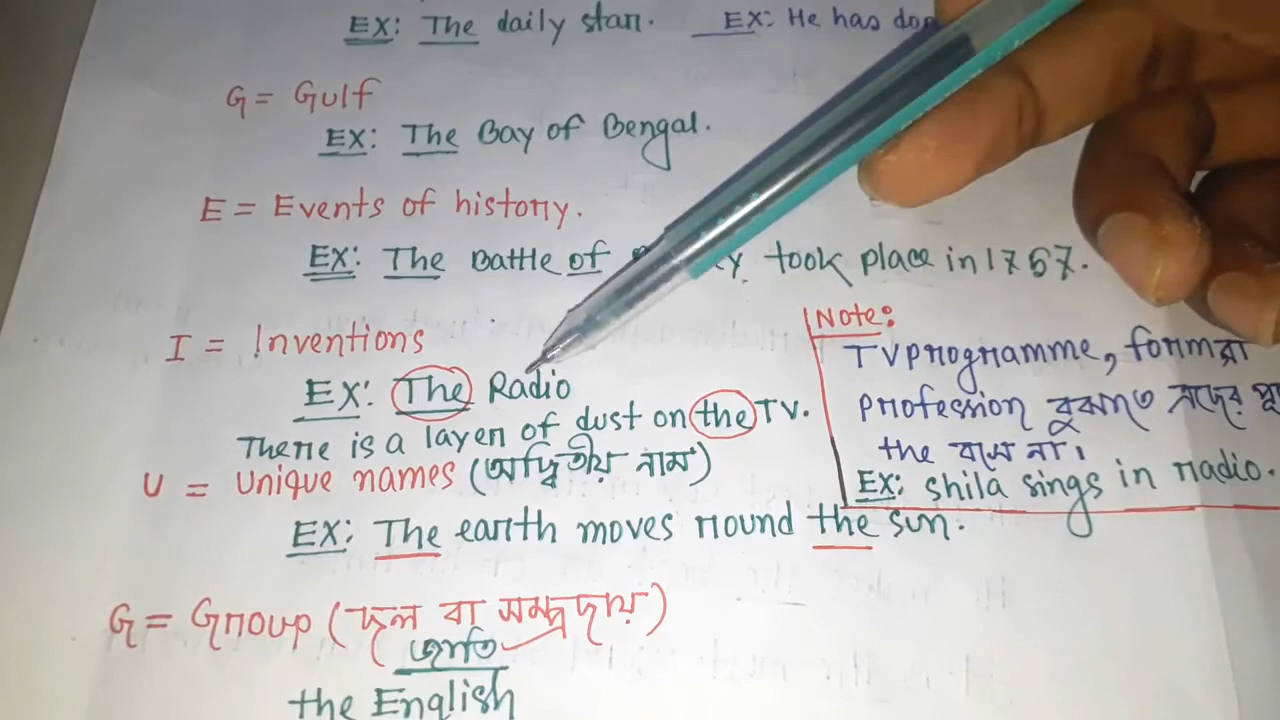 EX: The daily star. EX: He has
G = Gulf
EX: The Bay of Bengal.
E = Events of history.
EX: The Battle of took place in 1757.
I = Inventions
EX: The Radio
There is a layer of dust on the TV.
U = Unique names (অদ্বিতীয় নাম)
EX: The earth moves round the sun.
Note:
TV programme, form বা
profession বুঝাতে
the বসে না।
EX: Shila sings in radio.
G = Group (দল বা সম্প্রদায়)
জাতি
the English